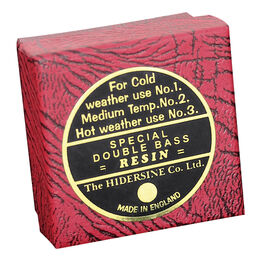 For Cold
weather use No.1.
Medium Temp.No.2.
Hot weather use No.3.
SPECIAL
DOUBLE BASS
= RESIN =
The HIDERSINE Co. Ltd.
MADE IN ENGLAND